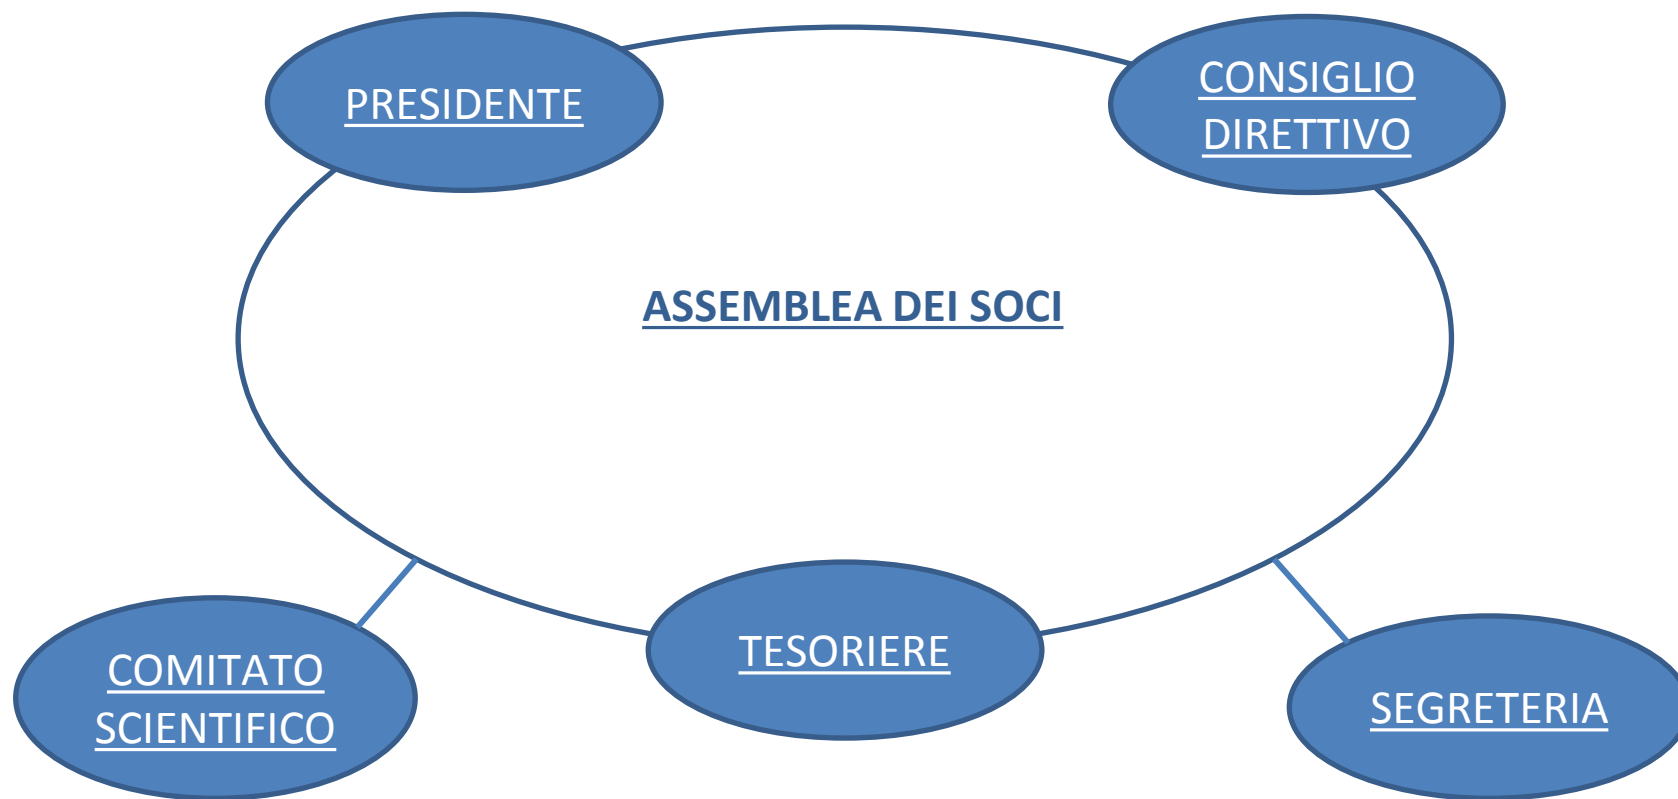 PRESIDENTE
CONSIGLIO
DIRETTIVO
ASSEMBLEA DEI SOCI
COMITATO
SCIENTIFICO
TESORIERE
SEGRETERIA